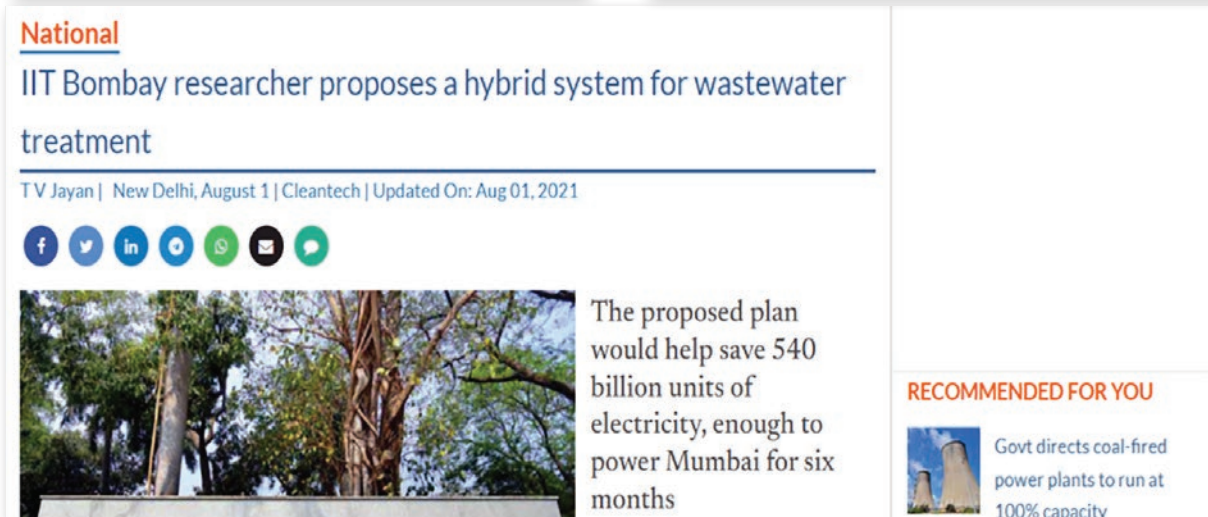 National
IIT Bombay researcher proposes a hybrid system for wastewater
treatment
T V Jayan | New Delhi, August 1 | Cleantech | Updated On: Aug 01, 2021
The proposed plan
would help save 540
billion units of
electricity, enough to
power Mumbai for six
months
RECOMMENDED FOR YOU
Govt directs coal-fired
power plants to run at
100% capacity